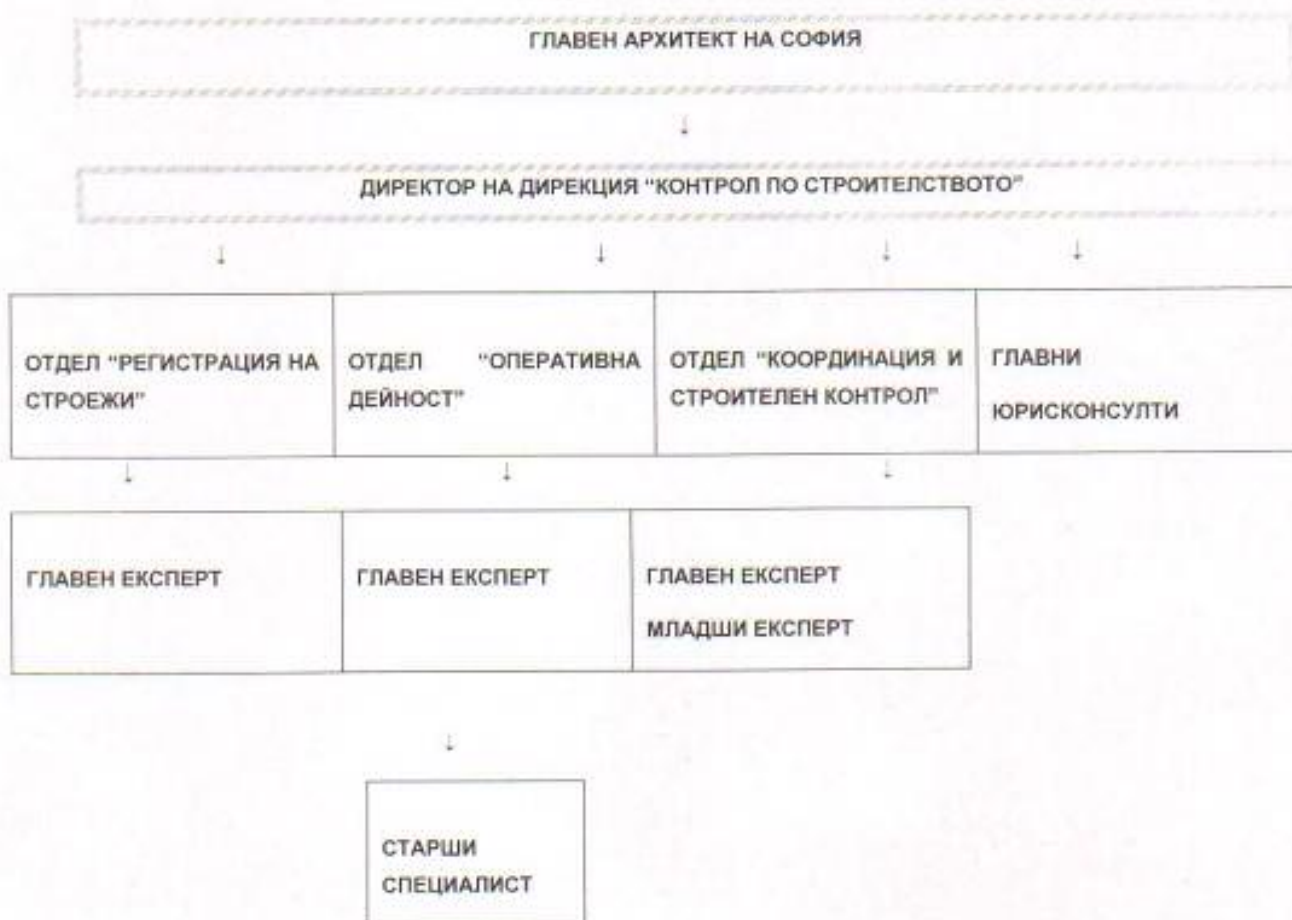 ГЛАВЕН АРХИТЕКТ НА СОФИЯ
↓
ДИРЕКТОР НА ДИРЕКЦИЯ “КОНТРОЛ ПО СТРОИТЕЛСТВОТО”
↓ ↓ ↓ ↓
ОТДЕЛ “РЕГИСТРАЦИЯ НА
СТРОЕЖИ”
ОТДЕЛ “ОПЕРАТИВНА
ДЕЙНОСТ”
ОТДЕЛ “КООРДИНАЦИЯ И
СТРОИТЕЛЕН КОНТРОЛ”
ГЛАВНИ
ЮРИСКОНСУЛТИ
↓ ↓ ↓
ГЛАВЕН ЕКСПЕРТ
ГЛАВЕН ЕКСПЕРТ
ГЛАВЕН ЕКСПЕРТ
МЛАДШИ ЕКСПЕРТ
↓
СТАРШИ
СПЕЦИАЛИСТ